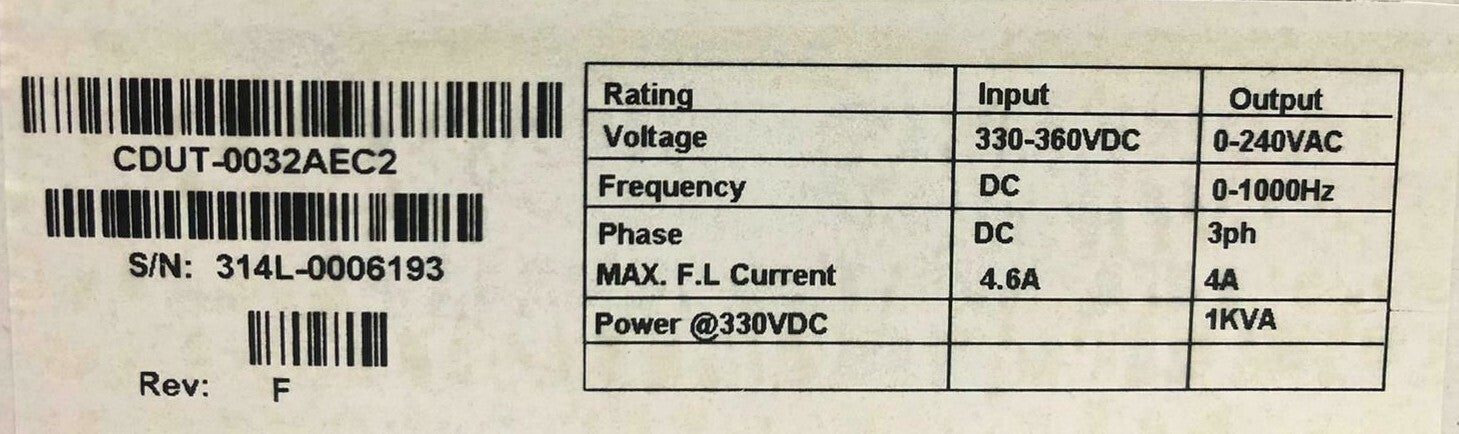 CDUT-0032AEC2
S/N: 314L-0006193
Rev: F
Rating Input Output
Voltage 330-360VDC 0-240VAC
Frequency DC 0-1000Hz
Phase DC 3ph
MAX. F.L Current 4.6A 4A
Power @330VDC 1KVA